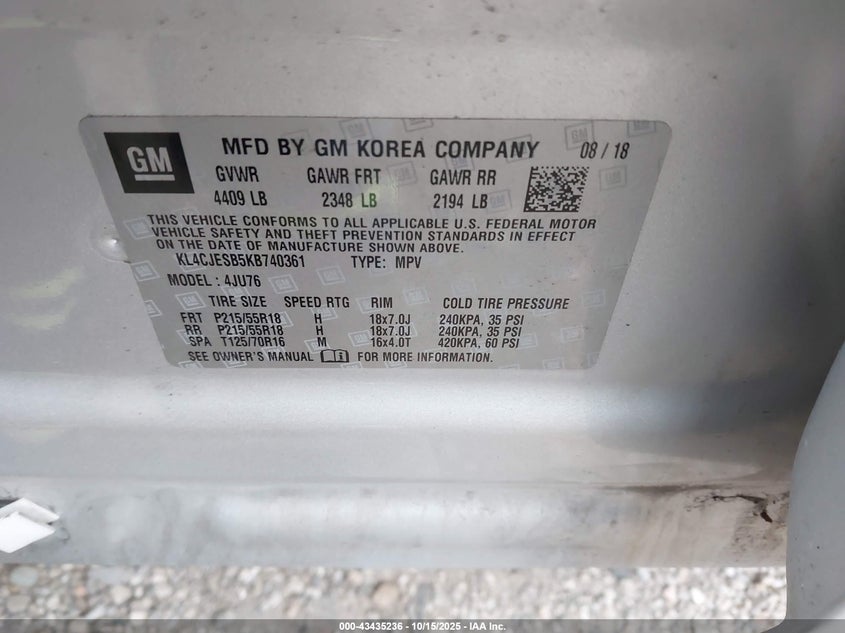 GM
MFD BY GM KOREA COMPANY 08 / 18
GVWR GAWR FRT GAWR RR
4409 LB 2348 LB 2194 LB
THIS VEHICLE CONFORMS TO ALL APPLICABLE U.S. FEDERAL MOTOR
VEHICLE SAFETY AND THEFT PREVENTION STANDARDS IN EFFECT
ON THE DATE OF MANUFACTURE SHOWN ABOVE.
KL4CJESB5KB740361 TYPE: MPV
MODEL : 4JU76
TIRE SIZE SPEED RTG RIM COLD TIRE PRESSURE
FRT P215/55R18 H 18x7.0J 240KPA, 35 PSI
RR P215/55R18 H 18x7.0J 240KPA, 35 PSI
SPA T125/70R16 M 16x4.0T 420KPA, 60 PSI
SEE OWNER'S MANUAL FOR MORE INFORMATION.
000-43435236 - 10/15/2025 - IAA Inc.